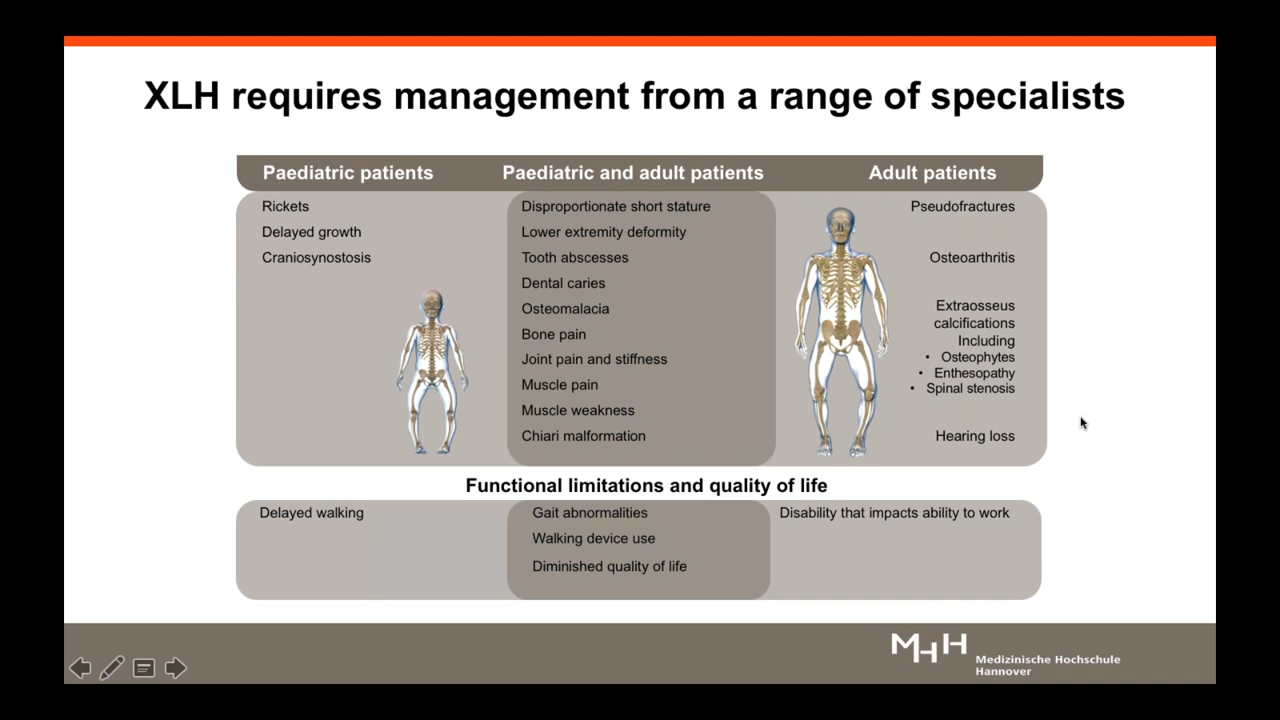 XLH requires management from a range of specialists
Paediatric patients
Paediatric and adult patients
Adult patients
Rickets
Delayed growth
Craniosynostosis
Disproportionate short stature
Lower extremity deformity
Tooth abscesses
Dental caries
Osteomalacia
Bone pain
Joint pain and stiffness
Muscle pain
Muscle weakness
Chiari malformation
Pseudofractures
Osteoarthritis
Extraosseus
calcifications
Including
• Osteophytes
• Enthesopathy
• Spinal stenosis
Hearing loss
Functional limitations and quality of life
Delayed walking
Gait abnormalities
Walking device use
Diminished quality of life
Disability that impacts ability to work
MHH
Medizinische Hochschule
Hannover